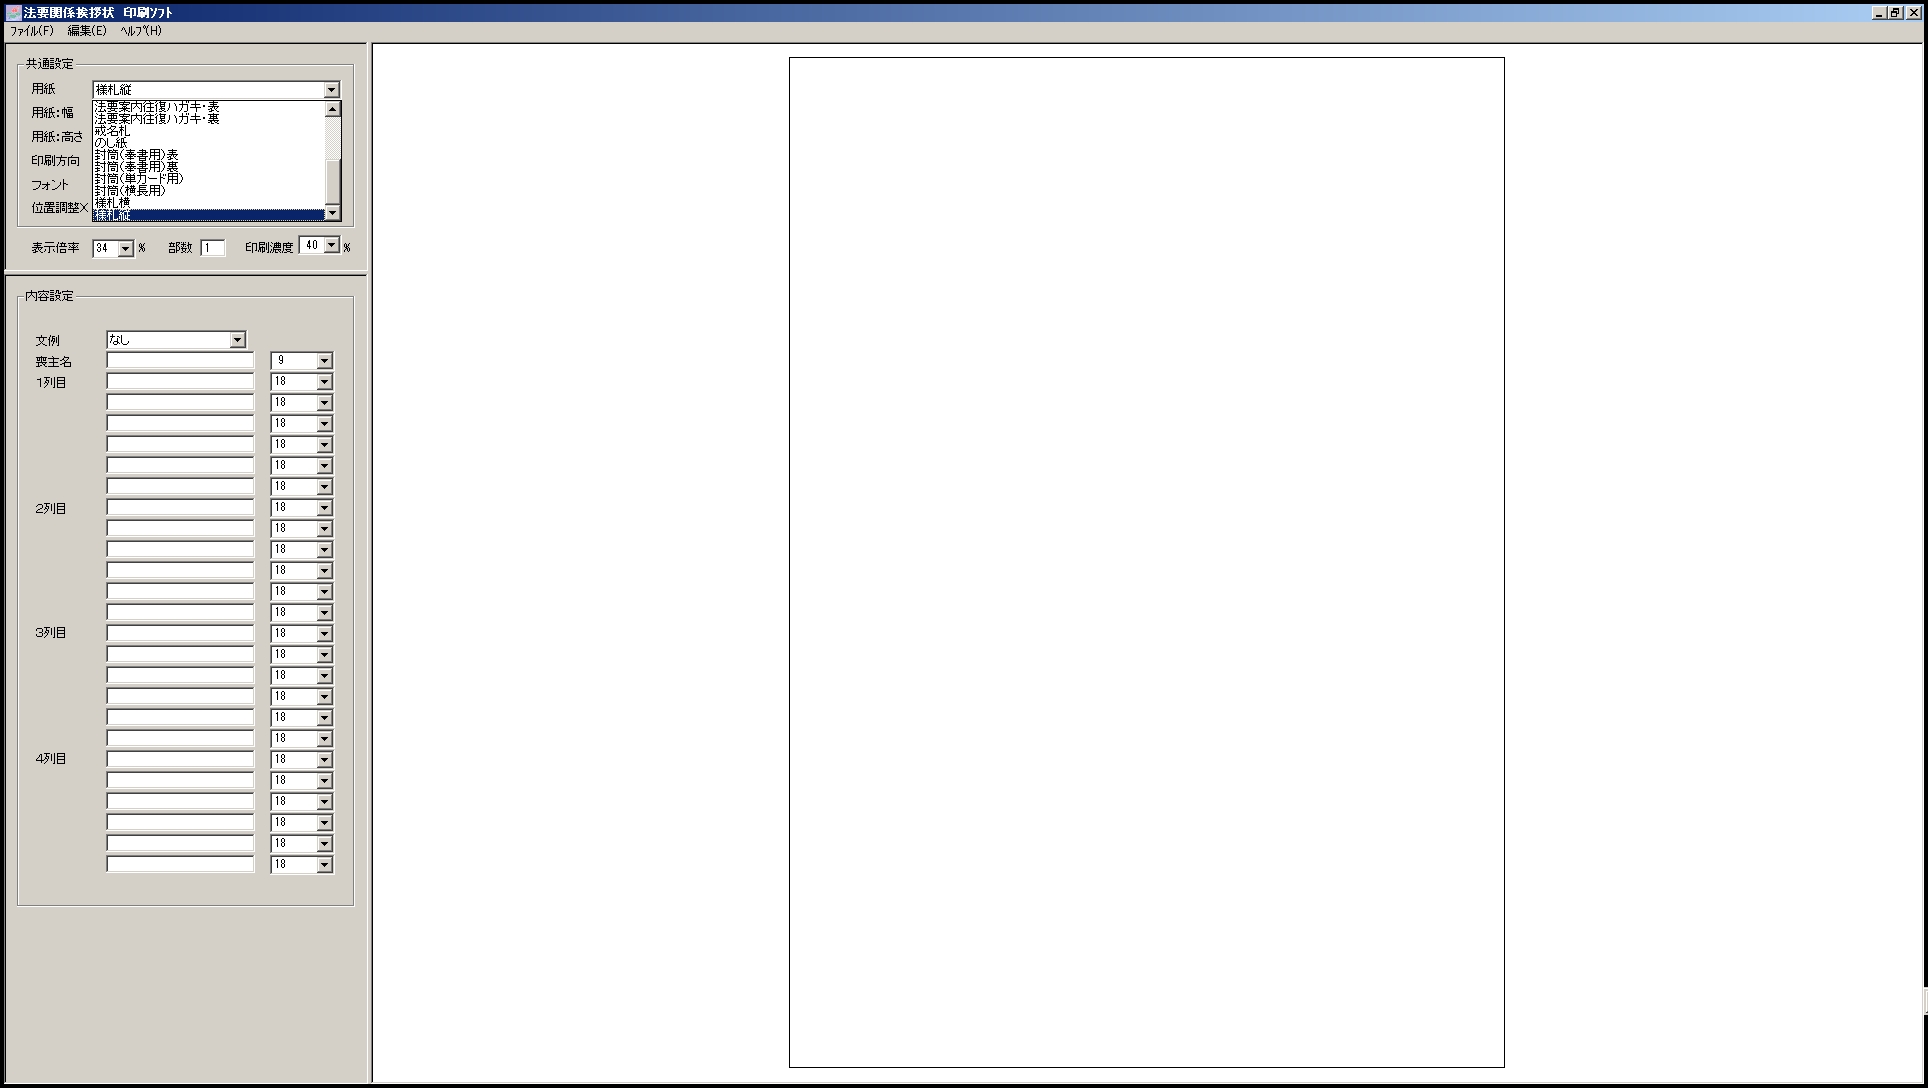 法要関係挨拶状 印刷ソフト
ファイル(F) 編集(E) ヘルプ(H)
共通設定
用紙 様札縦
法要案内往復ハガキ・表
法要案内往復ハガキ・裏
戒名札
のし紙
封筒(奉書用)表
封筒(奉書用)裏
封筒(単カード用)
封筒(横長用)
様札横
様札縦
用紙:幅
用紙:高さ
印刷方向
フォント
位置調整X
表示倍率 34 % 部数 1 印刷濃度 40 %
内容設定
文例 なし
喪主名 9
1列目 18
18
18
18
18
18
2列目 18
18
18
18
18
18
3列目 18
18
18
18
18
18
4列目 18
18
18
18
18
18